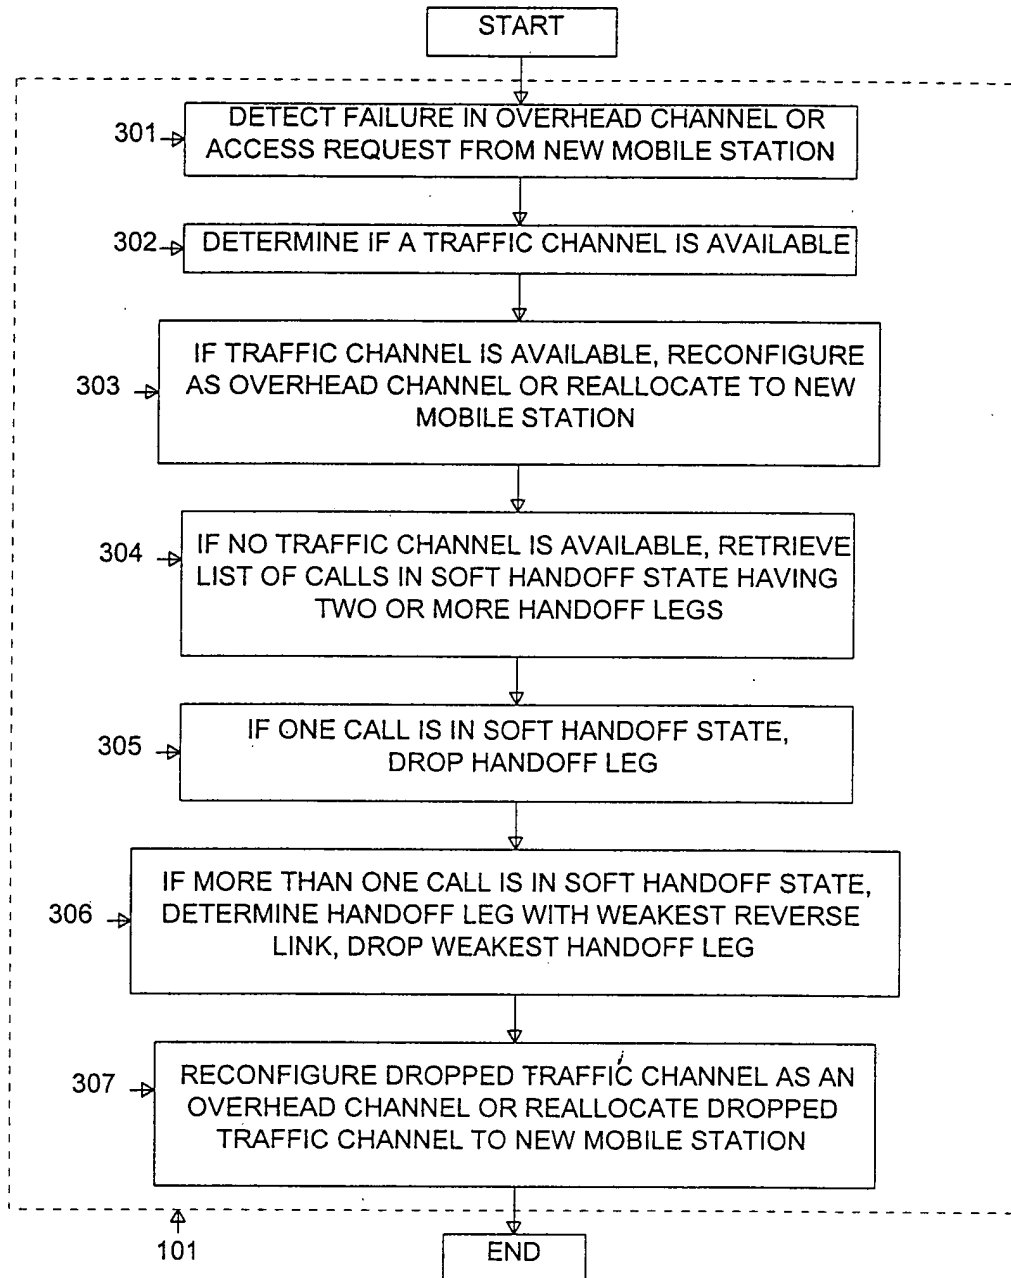 START
301
DETECT FAILURE IN OVERHEAD CHANNEL OR
ACCESS REQUEST FROM NEW MOBILE STATION
302
DETERMINE IF A TRAFFIC CHANNEL IS AVAILABLE
303
IF TRAFFIC CHANNEL IS AVAILABLE, RECONFIGURE
AS OVERHEAD CHANNEL OR REALLOCATE TO NEW
MOBILE STATION
304
IF NO TRAFFIC CHANNEL IS AVAILABLE, RETRIEVE
LIST OF CALLS IN SOFT HANDOFF STATE HAVING
TWO OR MORE HANDOFF LEGS
305
IF ONE CALL IS IN SOFT HANDOFF STATE,
DROP HANDOFF LEG
306
IF MORE THAN ONE CALL IS IN SOFT HANDOFF STATE,
DETERMINE HANDOFF LEG WITH WEAKEST REVERSE
LINK, DROP WEAKEST HANDOFF LEG
307
RECONFIGURE DROPPED TRAFFIC CHANNEL AS AN
OVERHEAD CHANNEL OR REALLOCATE DROPPED
TRAFFIC CHANNEL TO NEW MOBILE STATION
101
END